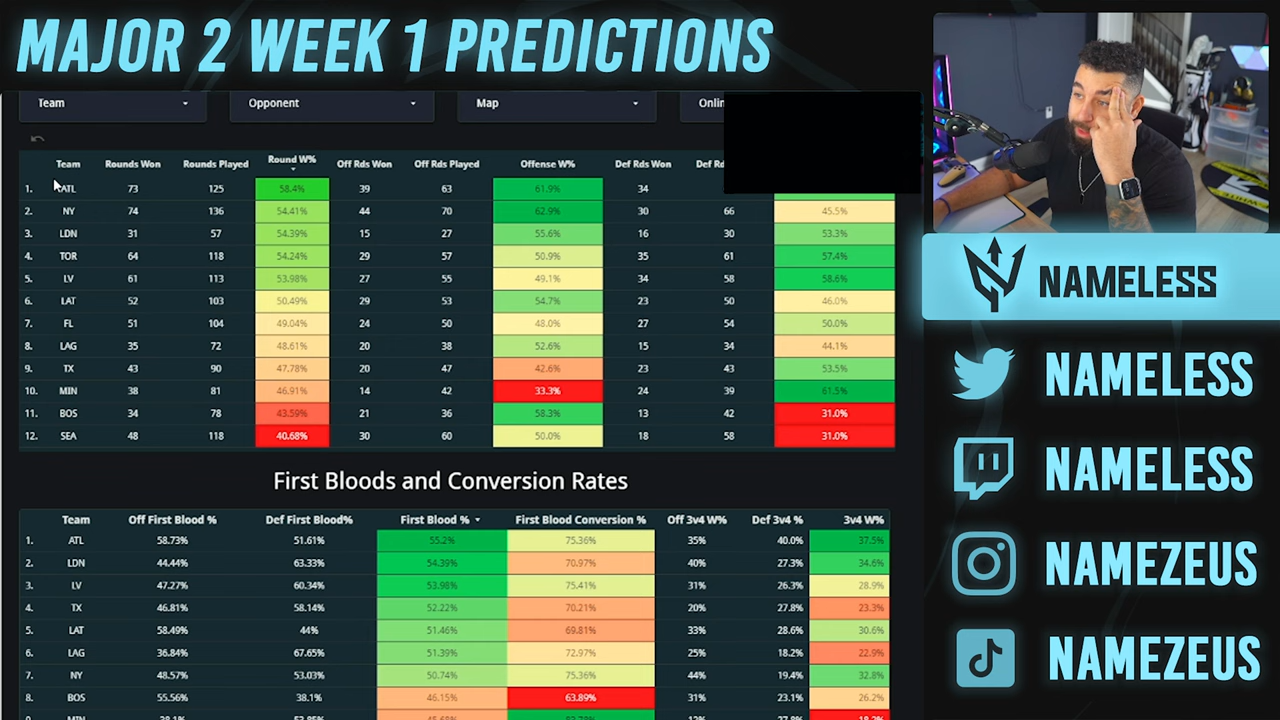 MAJOR 2 WEEK 1 PREDICTIONS
Team Opponent Map Onlin
Team Rounds Won Rounds Played Round W% Off Rds Won Off Rds Played Offense W% Def Rds Won Def Rd
1. ATL 73 125 58.4% 39 63 61.9% 34
2. NY 74 136 54.41% 44 70 62.9% 30 66 45.5%
3. LDN 31 57 54.39% 15 27 55.6% 16 30 53.3%
4. TOR 64 118 54.24% 29 57 50.9% 35 61 57.4%
5. LV 61 113 53.98% 27 55 49.1% 34 58 58.6%
6. LAT 52 103 50.49% 29 53 54.7% 23 50 46.0%
7. FL 51 104 49.04% 24 50 48.0% 27 54 50.0%
8. LAG 35 72 48.61% 20 38 52.6% 15 34 44.1%
9. TX 43 90 47.78% 20 47 42.6% 23 43 53.5%
10. MIN 38 81 46.91% 14 42 33.3% 24 39 61.5%
11. BOS 34 78 43.59% 21 36 58.3% 13 42 31.0%
12. SEA 48 118 40.68% 30 60 50.0% 18 58 31.0%
First Bloods and Conversion Rates
Team Off First Blood % Def First Blood% First Blood % First Blood Conversion % Off 3v4 W% Def 3v4 % 3v4 W%
1. ATL 58.73% 51.61% 55.2% 75.36% 35% 40.0% 37.5%
2. LDN 44.44% 63.33% 54.39% 70.97% 40% 27.3% 34.6%
3. LV 47.27% 60.34% 53.98% 75.41% 31% 26.3% 28.9%
4. TX 46.81% 58.14% 52.22% 70.21% 20% 27.8% 23.3%
5. LAT 58.49% 44% 51.46% 69.81% 33% 28.6% 30.6%
6. LAG 36.84% 67.65% 51.39% 72.97% 25% 18.2% 22.9%
7. NY 48.57% 53.03% 50.74% 75.36% 44% 19.4% 32.8%
8. BOS 55.56% 38.1% 46.15% 63.89% 31% 23.1% 26.2%
NAMELESS
NAMELESS
NAMELESS
NAMEZEUS
NAMEZEUS